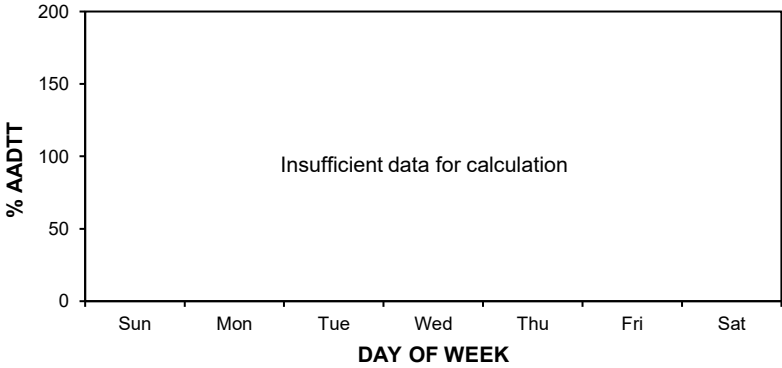 200
150
100
50
0
% AADTT
Insufficient data for calculation
Sun Mon Tue Wed Thu Fri Sat
DAY OF WEEK